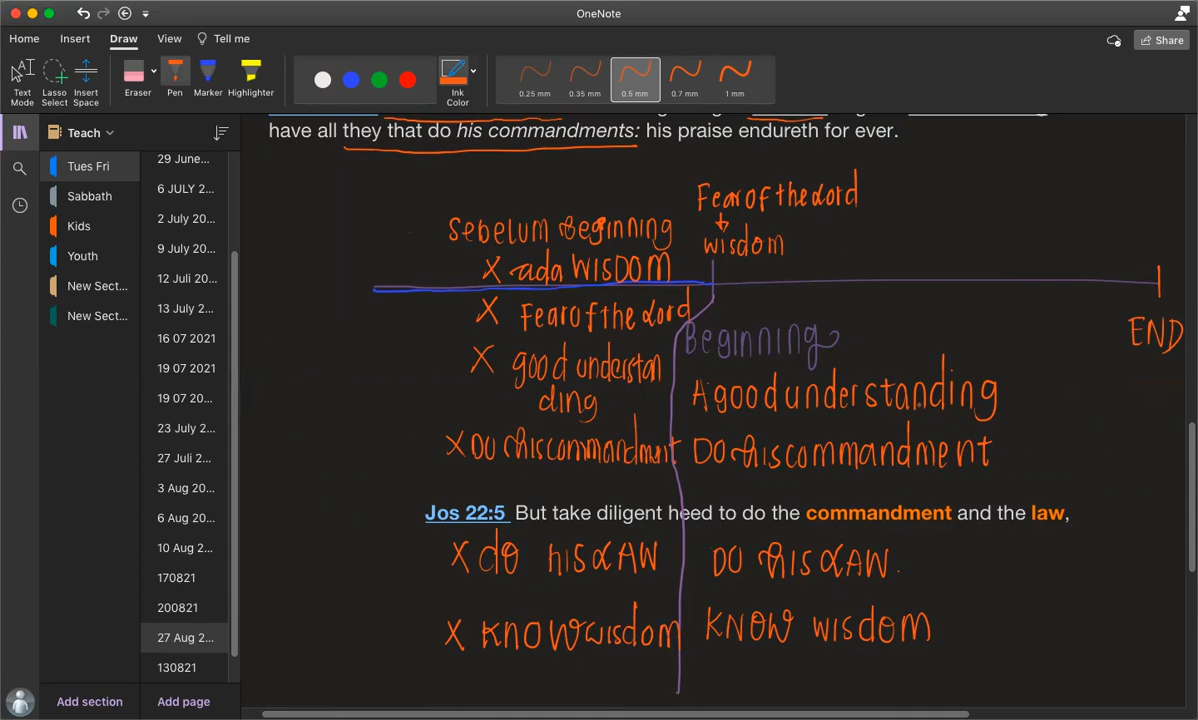 OneNote
Home Insert Draw View Tell me
Share
Text Mode
Lasso Select
Insert Space
Eraser
Pen
Marker
Highlighter
Ink Color
0.25 mm 0.35 mm 0.5 mm 0.7 mm 1 mm
Teach
Tues Fri
Sabbath
Kids
Youth
New Sect...
New Sect...
29 June...
6 JULY 2...
2 July 20...
9 July 20...
12 Juli 20...
13 July 2...
16 07 2021
19 07 2021
19 07 202...
23 July 2...
27 Juli 2...
3 Aug 20...
6 Aug 20...
10 Aug 2...
170821
200821
27 Aug 2...
130821
Add section Add page
have all they that do his commandments: his praise endureth for ever.
Fear of the Lord
wisdom
Sebelum Beginning
X ada WISDOM
X Fear of the Lord
X good understan
ding
X DO his commandment
Beginning
END
A good understanding
DO his commandment
Jos 22:5 But take diligent heed to do the commandment and the law,
X do his LAW DO his LAW.
X KNOW wisdom KNOW wisdom